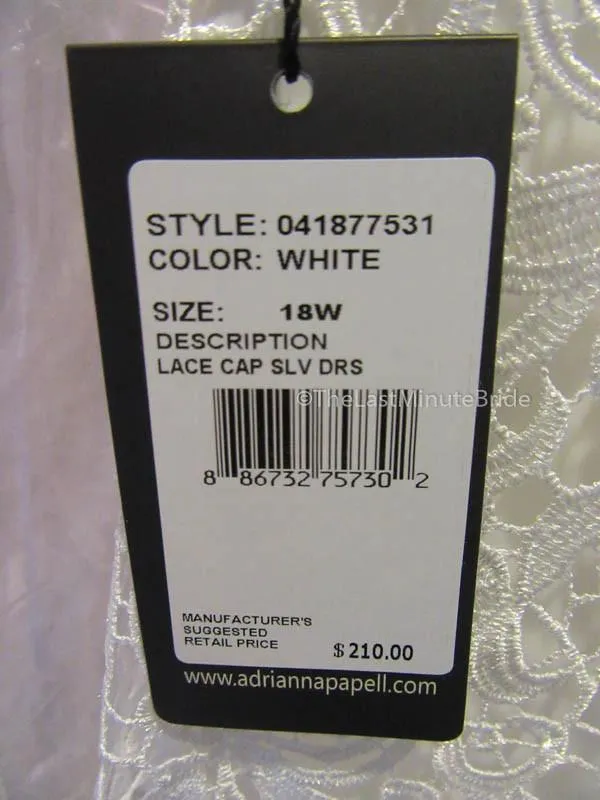 STYLE: 041877531
COLOR: WHITE
SIZE: 18W
DESCRIPTION
LACE CAP SLV DRS
©TheLastMinuteBride
8 86732 75730 2
MANUFACTURER'S
SUGGESTED
RETAIL PRICE $210.00
www.adriannapapell.com